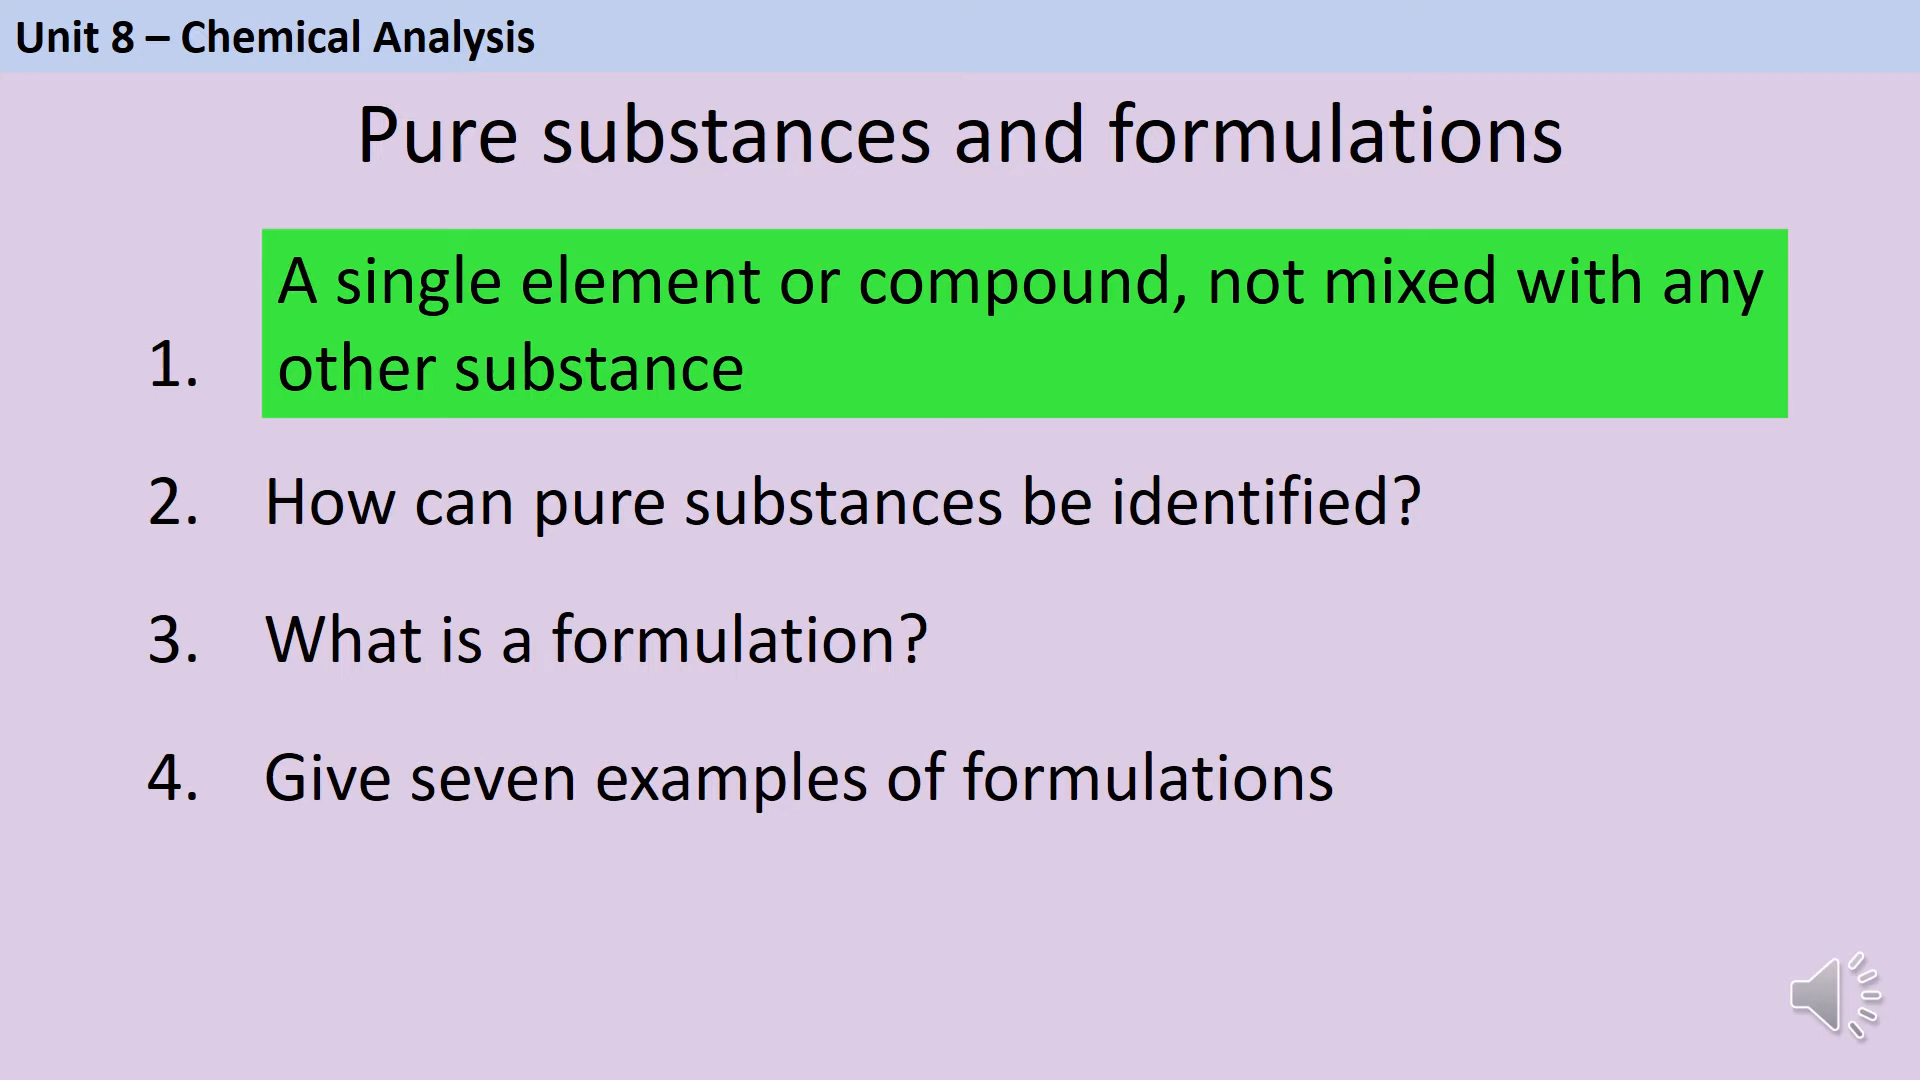 Unit 8 – Chemical Analysis
Pure substances and formulations
1. A single element or compound, not mixed with any
other substance
2. How can pure substances be identified?
3. What is a formulation?
4. Give seven examples of formulations